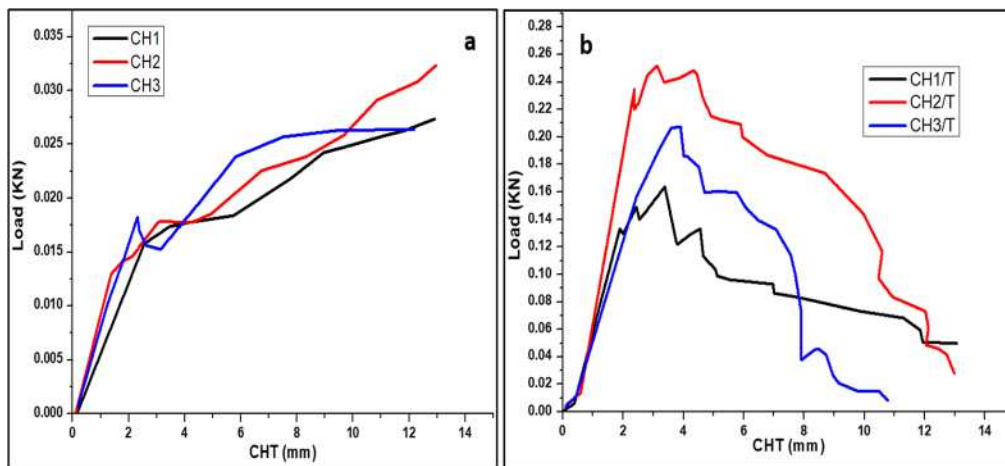 a
CH1
CH2
CH3
0.035
0.030
0.025
0.020
0.015
0.010
0.005
0.000
Load (KN)
0 2 4 6 8 10 12 14
CHT (mm)
b
CH1/T
CH2/T
CH3/T
0.28
0.26
0.24
0.22
0.20
0.18
0.16
0.14
0.12
0.10
0.08
0.06
0.04
0.02
0.00
Load (KN)
0 2 4 6 8 10 12 14
CHT (mm)